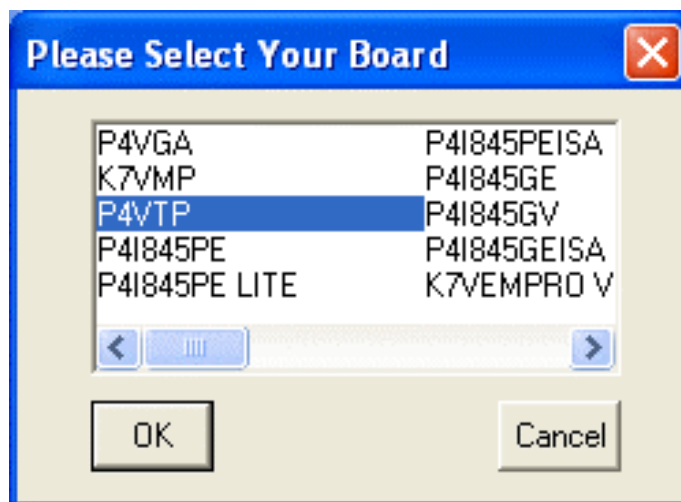 Please Select Your Board
P4VGA
K7VMP
P4VTP
P4I845PE
P4I845PE LITE
P4I845PEISA
P4I845GE
P4I845GV
P4I845GEISA
K7VEMPRO V
OK
Cancel